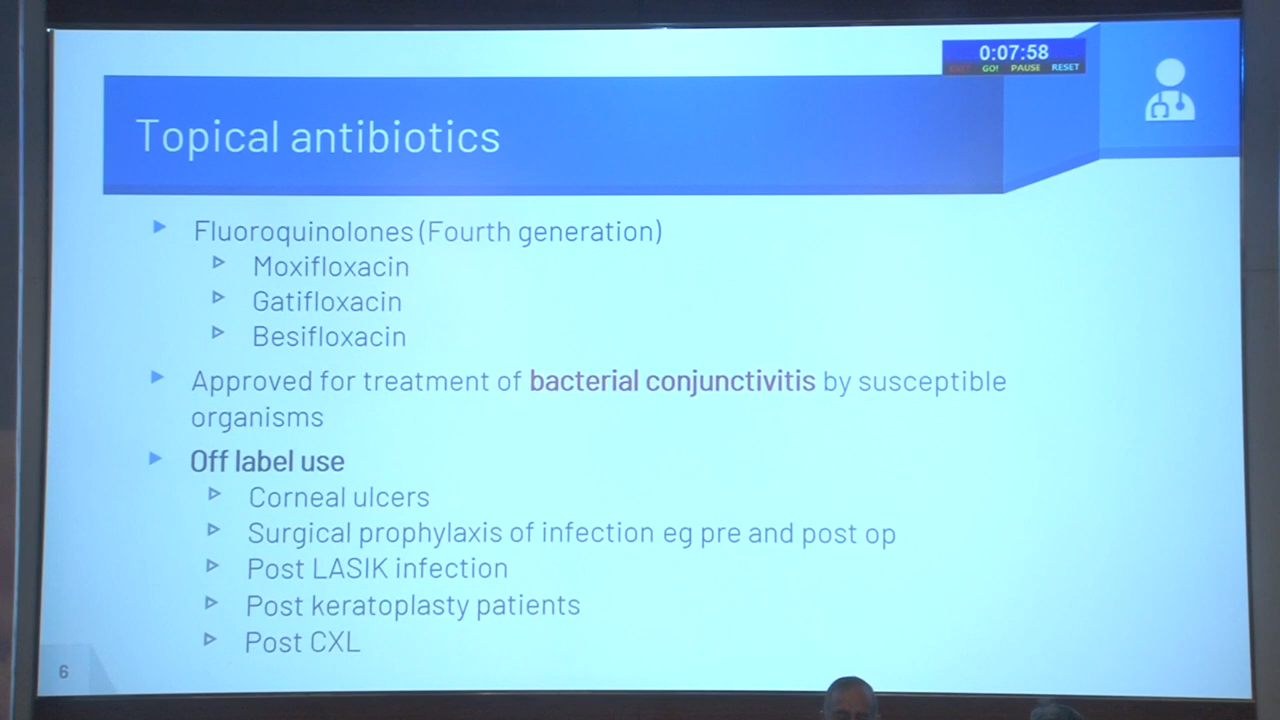 0:07:58
GO! PAUSE RESET
Topical antibiotics
Fluoroquinolones (Fourth generation)
Moxifloxacin
Gatifloxacin
Besifloxacin
Approved for treatment of bacterial conjunctivitis by susceptible
organisms
Off label use
Corneal ulcers
Surgical prophylaxis of infection eg pre and post op
Post LASIK infection
Post keratoplasty patients
Post CXL
6